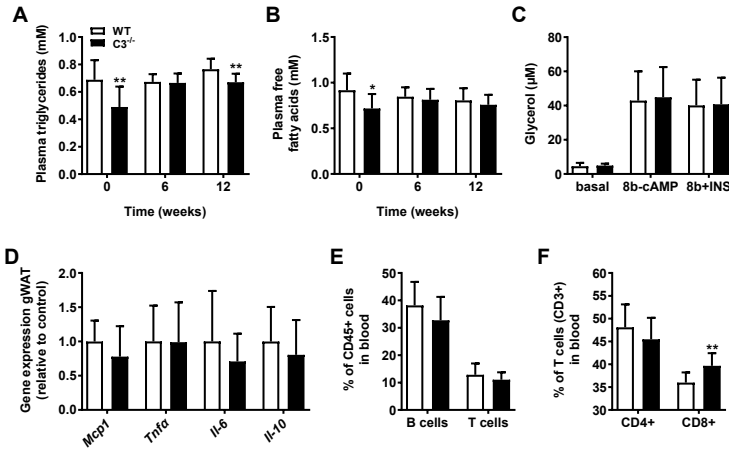 A
WT
C3-/-
Plasma triglycerides (mM)
1.0
0.8
0.6
0.4
0.2
0.0
**
**
0 6 12
Time (weeks)
B
Plasma free
fatty acids (mM)
1.5
1.0
0.5
0.0
*
0 6 12
Time (weeks)
C
Glycerol (µM)
80
60
40
20
0
basal 8b-cAMP 8b+INS
D
Gene expression gWAT
(relative to control)
2.0
1.5
1.0
0.5
0.0
Mcp1 Tnfα Il-6 Il-10
E
% of CD45+ cells
in blood
50
40
30
20
10
0
B cells T cells
F
% of T cells (CD3+)
in blood
60
55
50
45
40
35
30
**
CD4+ CD8+